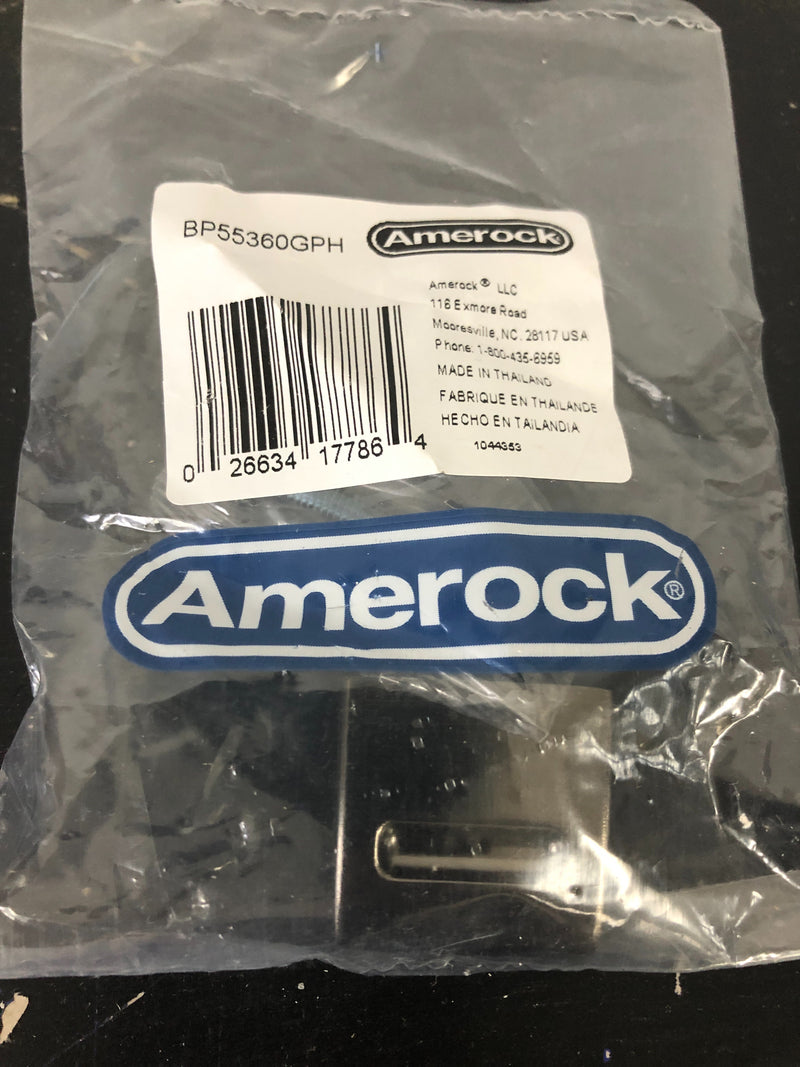 BP55360GPH
Amerock
Amerock® LLC
116 Exmore Road
Mooresville, NC. 28117 USA
Phone: 1-800-435-6959
MADE IN THAILAND
FABRIQUE EN THAILANDE
HECHO EN TAILANDIA
1044353
0 26634 17786 4
Amerock®